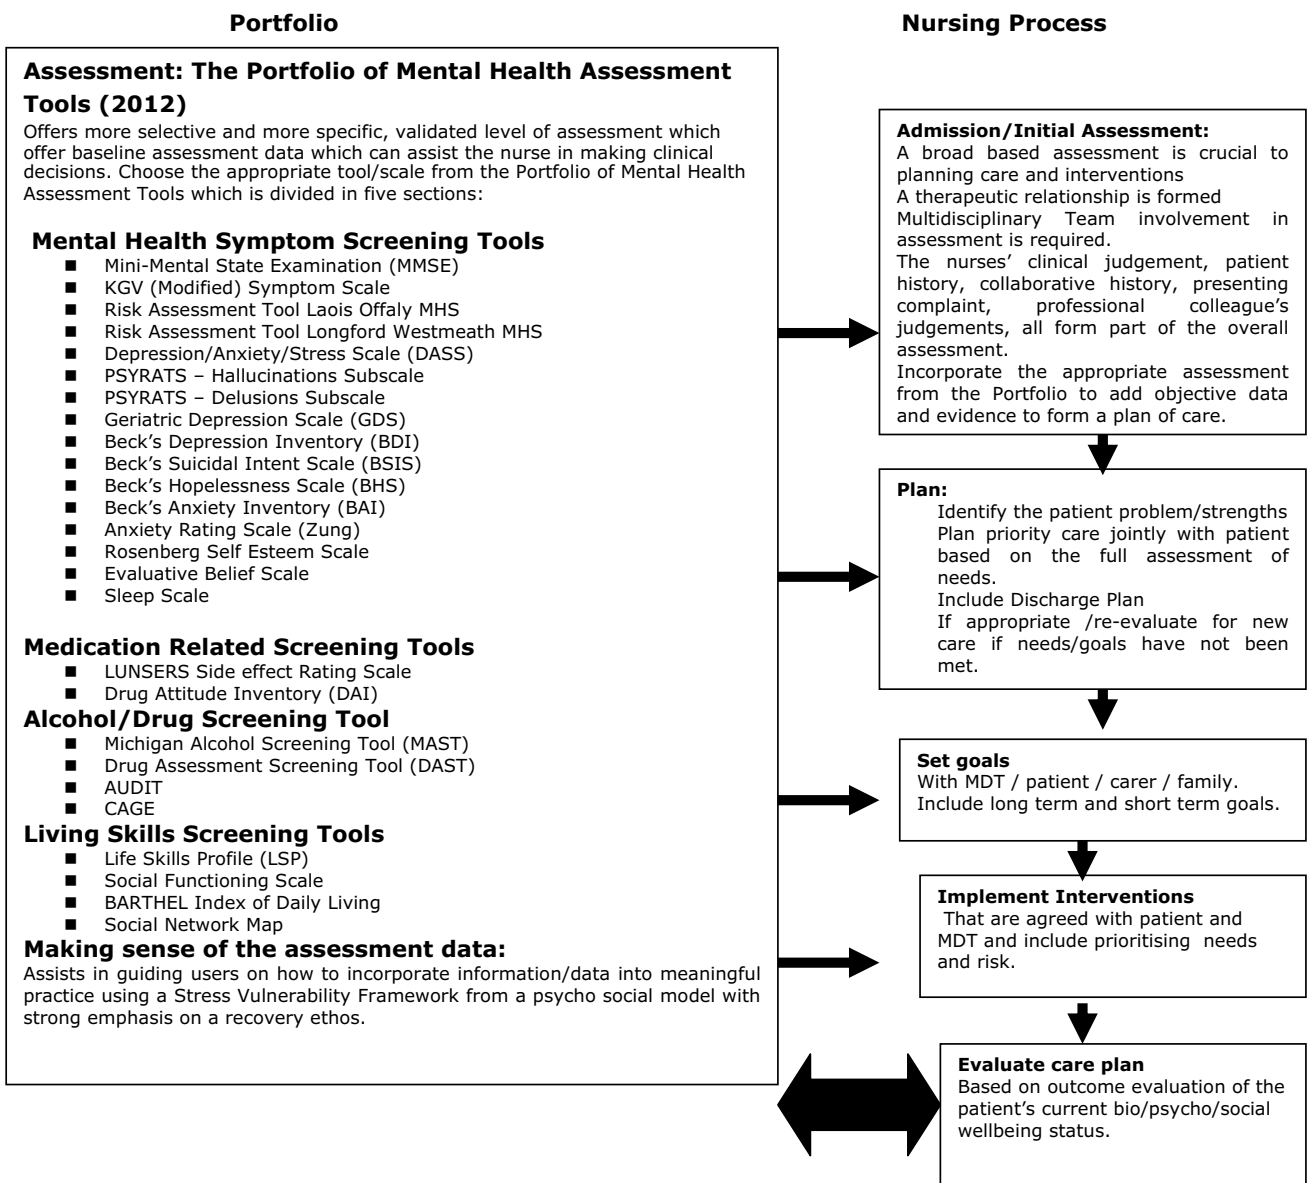 Portfolio
Nursing Process
Assessment: The Portfolio of Mental Health Assessment
Tools (2012)
Offers more selective and more specific, validated level of assessment which
offer baseline assessment data which can assist the nurse in making clinical
decisions. Choose the appropriate tool/scale from the Portfolio of Mental Health
Assessment Tools which is divided in five sections:
Mental Health Symptom Screening Tools
■ Mini-Mental State Examination (MMSE)
■ KGV (Modified) Symptom Scale
■ Risk Assessment Tool Laois Offaly MHS
■ Risk Assessment Tool Longford Westmeath MHS
■ Depression/Anxiety/Stress Scale (DASS)
■ PSYRATS – Hallucinations Subscale
■ PSYRATS – Delusions Subscale
■ Geriatric Depression Scale (GDS)
■ Beck’s Depression Inventory (BDI)
■ Beck’s Suicidal Intent Scale (BSIS)
■ Beck’s Hopelessness Scale (BHS)
■ Beck’s Anxiety Inventory (BAI)
■ Anxiety Rating Scale (Zung)
■ Rosenberg Self Esteem Scale
■ Evaluative Belief Scale
■ Sleep Scale
Medication Related Screening Tools
■ LUNSERS Side effect Rating Scale
■ Drug Attitude Inventory (DAI)
Alcohol/Drug Screening Tool
■ Michigan Alcohol Screening Tool (MAST)
■ Drug Assessment Screening Tool (DAST)
■ AUDIT
■ CAGE
Living Skills Screening Tools
■ Life Skills Profile (LSP)
■ Social Functioning Scale
■ BARTHEL Index of Daily Living
■ Social Network Map
Making sense of the assessment data:
Assists in guiding users on how to incorporate information/data into meaningful
practice using a Stress Vulnerability Framework from a psycho social model with
strong emphasis on a recovery ethos.
Admission/Initial Assessment:
A broad based assessment is crucial to
planning care and interventions
A therapeutic relationship is formed
Multidisciplinary Team involvement in
assessment is required.
The nurses’ clinical judgement, patient
history, collaborative history, presenting
complaint, professional colleague’s
judgements, all form part of the overall
assessment.
Incorporate the appropriate assessment
from the Portfolio to add objective data
and evidence to form a plan of care.
Plan:
Identify the patient problem/strengths
Plan priority care jointly with patient
based on the full assessment of
needs.
Include Discharge Plan
If appropriate /re-evaluate for new
care if needs/goals have not been
met.
Set goals
With MDT / patient / carer / family.
Include long term and short term goals.
Implement Interventions
That are agreed with patient and
MDT and include prioritising needs
and risk.
Evaluate care plan
Based on outcome evaluation of the
patient’s current bio/psycho/social
wellbeing status.